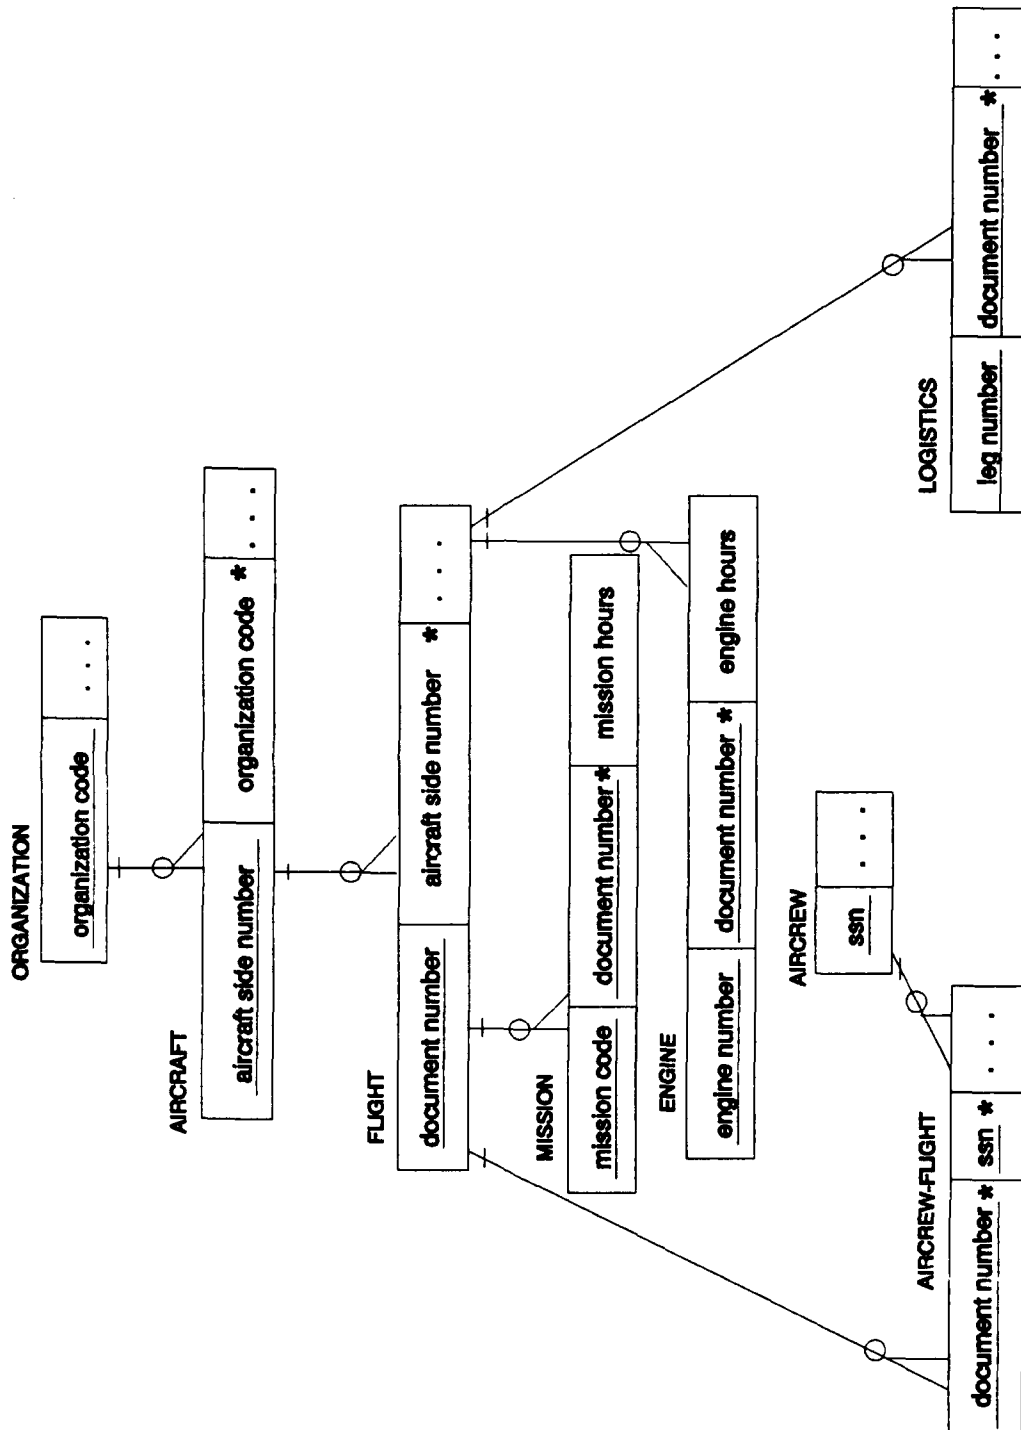 ORGANIZATION
organization code . . .
AIRCRAFT
aircraft side number organization code * . . .
FLIGHT
document number aircraft side number * . . .
MISSION
mission code document number * mission hours
ENGINE
engine number document number * engine hours
AIRCREW
ssn . . .
AIRCREW-FLIGHT
document number * ssn * . . .
LOGISTICS
leg number document number * . . .